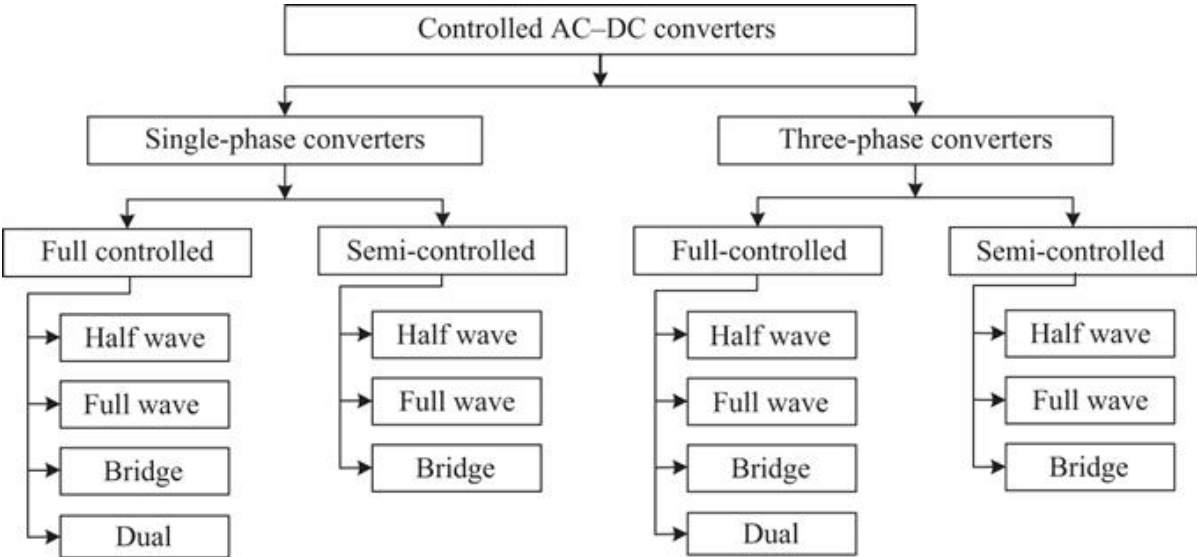 Controlled AC–DC converters
Single-phase converters
Three-phase converters
Full controlled
Semi-controlled
Full-controlled
Semi-controlled
Half wave
Half wave
Half wave
Half wave
Full wave
Full wave
Full wave
Full wave
Bridge
Bridge
Bridge
Bridge
Dual
Dual